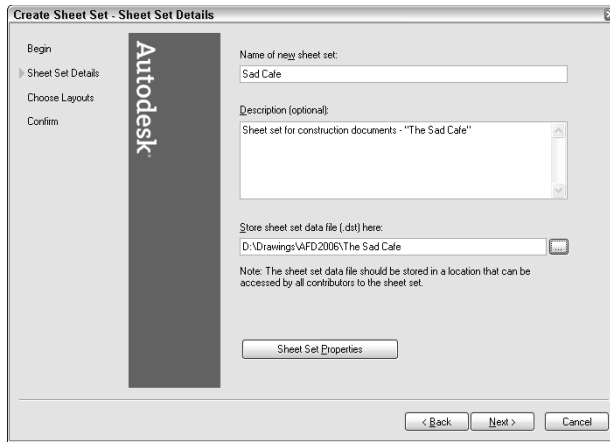 Create Sheet Set - Sheet Set Details
Begin
Sheet Set Details
Choose Layouts
Confirm
Autodesk
Name of new sheet set:
Sad Cafe
Description (optional):
Sheet set for construction documents - "The Sad Cafe"
Store sheet set data file (.dst) here:
D:\Drawings\AFD2006\The Sad Cafe
...
Note: The sheet set data file should be stored in a location that can be
accessed by all contributors to the sheet set.
Sheet Set Properties
< Back
Next >
Cancel